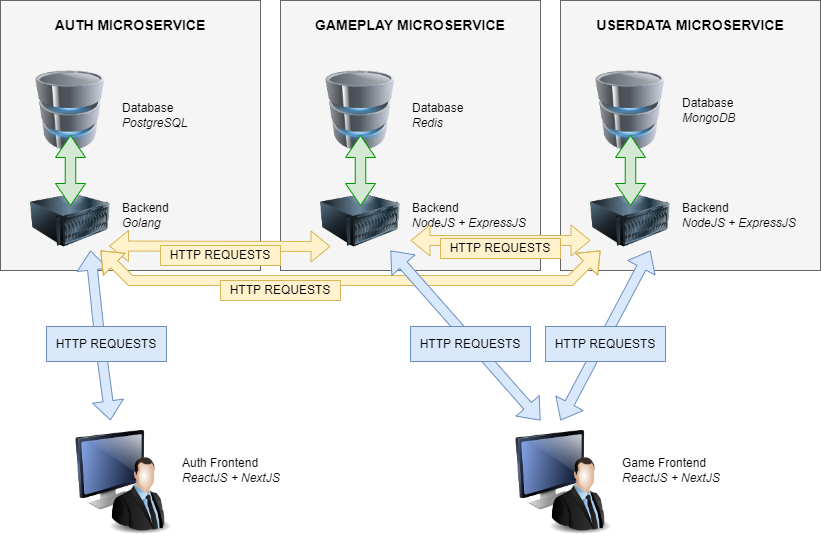 AUTH MICROSERVICE
GAMEPLAY MICROSERVICE
USERDATA MICROSERVICE
Database
PostgreSQL
Database
Redis
Database
MongoDB
Backend
Golang
Backend
NodeJS + ExpressJS
Backend
NodeJS + ExpressJS
HTTP REQUESTS
HTTP REQUESTS
HTTP REQUESTS
HTTP REQUESTS
HTTP REQUESTS
HTTP REQUESTS
Auth Frontend
ReactJS + NextJS
Game Frontend
ReactJS + NextJS